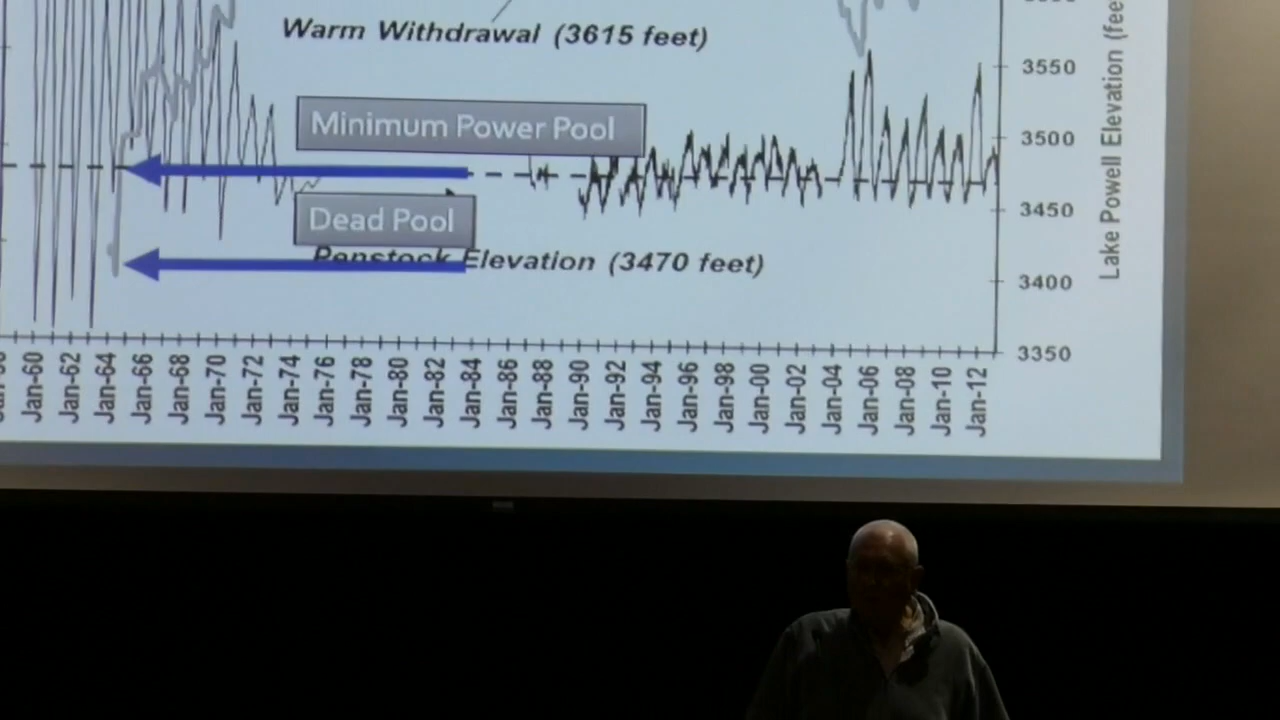 Warm Withdrawal (3615 feet)
3550
Minimum Power Pool
3500
Dead Pool
3450
Penstock Elevation (3470 feet)
3400
3350
Lake Powell Elevation (fee
Jan-60
Jan-62
Jan-64
Jan-66
Jan-68
Jan-70
Jan-72
Jan-74
Jan-76
Jan-78
Jan-80
Jan-82
Jan-84
Jan-86
Jan-88
Jan-90
Jan-92
Jan-94
Jan-96
Jan-98
Jan-00
Jan-02
Jan-04
Jan-06
Jan-08
Jan-10
Jan-12